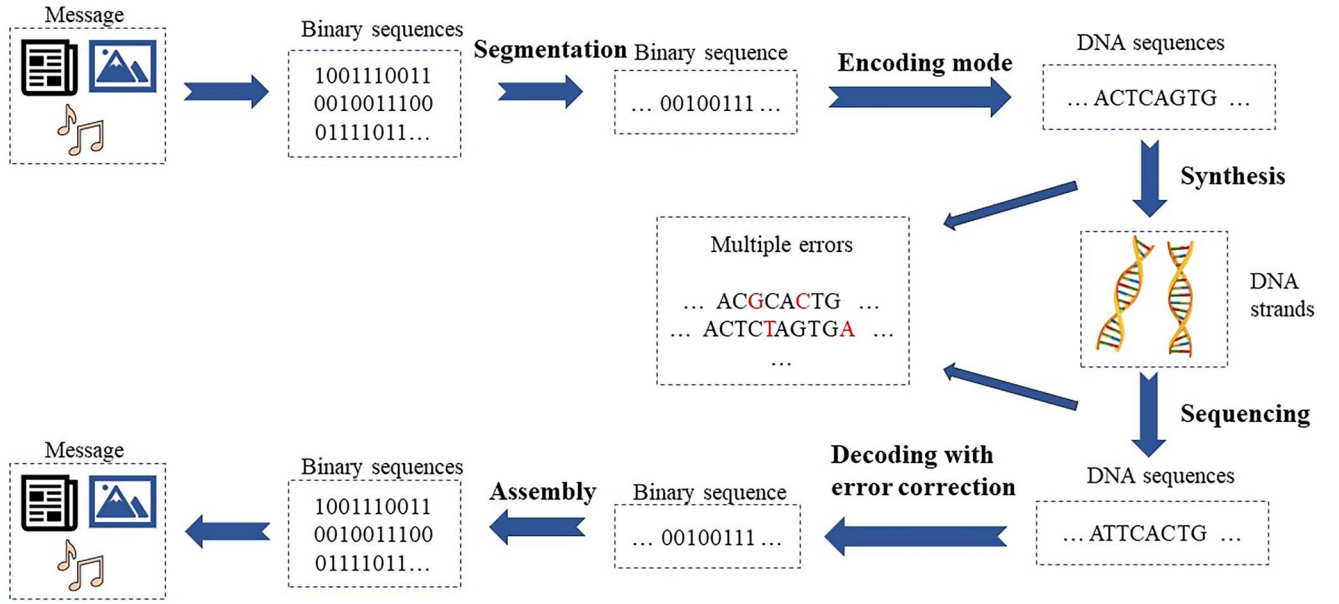 Message
Binary sequences
1001110011
0010011100
01111011...
Segmentation
Binary sequence
... 00100111 ...
Encoding mode
DNA sequences
... ACTCAGTG ...
Synthesis
DNA
strands
Multiple errors
... ACGCACTG ...
... ACTCTAGTGA ...
...
Sequencing
DNA sequences
... ATTCACTG ...
Decoding with
error correction
Binary sequence
... 00100111 ...
Assembly
Binary sequences
1001110011
0010011100
01111011...
Message